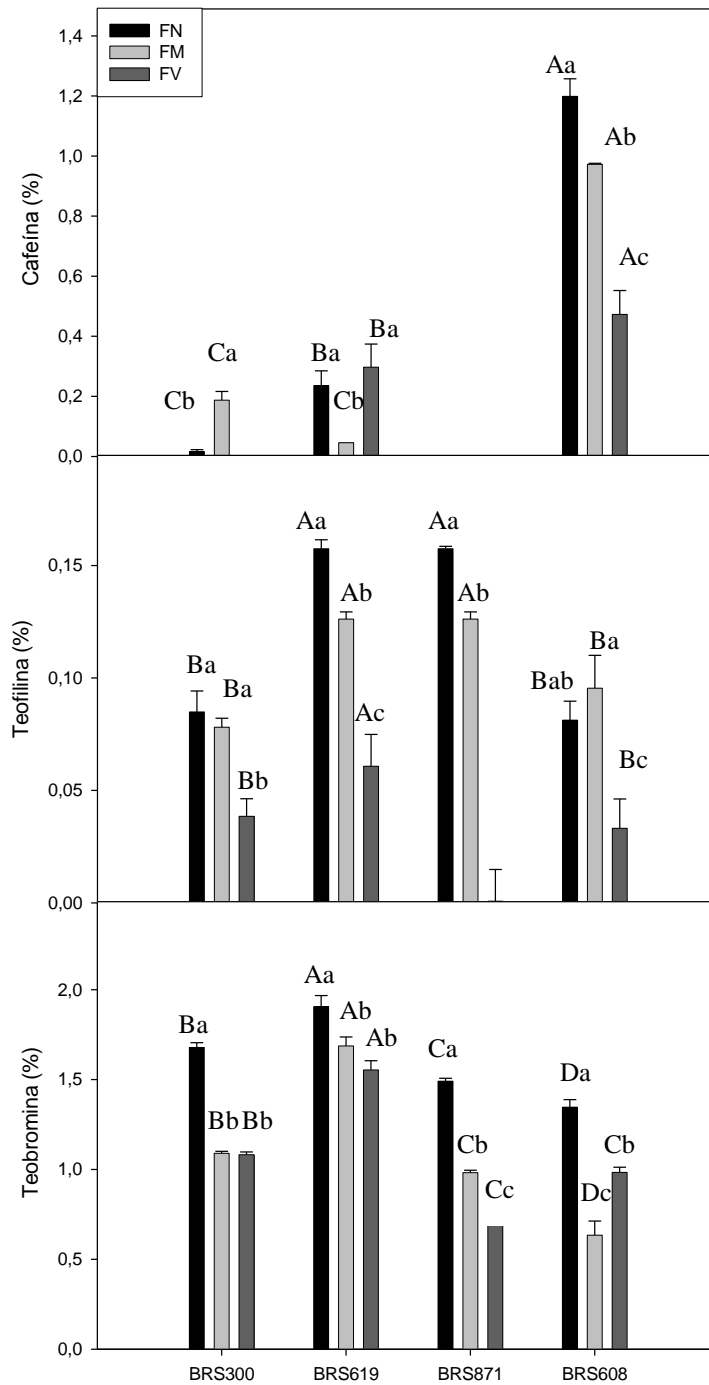 FN
FM
FV
Cafeína (%)
1,4
1,2
1,0
0,8
0,6
0,4
0,2
0,0
Cb
Ca
Ba
Cb
Ba
Aa
Ab
Ac
Teofilina (%)
0,15
0,10
0,05
0,00
Ba
Ba
Bb
Aa
Ab
Ac
Aa
Ab
Bab
Ba
Bc
Teobromina (%)
2,0
1,5
1,0
0,5
0,0
Ba
Bb
Bb
Aa
Ab
Ab
Ca
Cb
Cc
Da
Dc
Cb
BRS300
BRS619
BRS871
BRS608